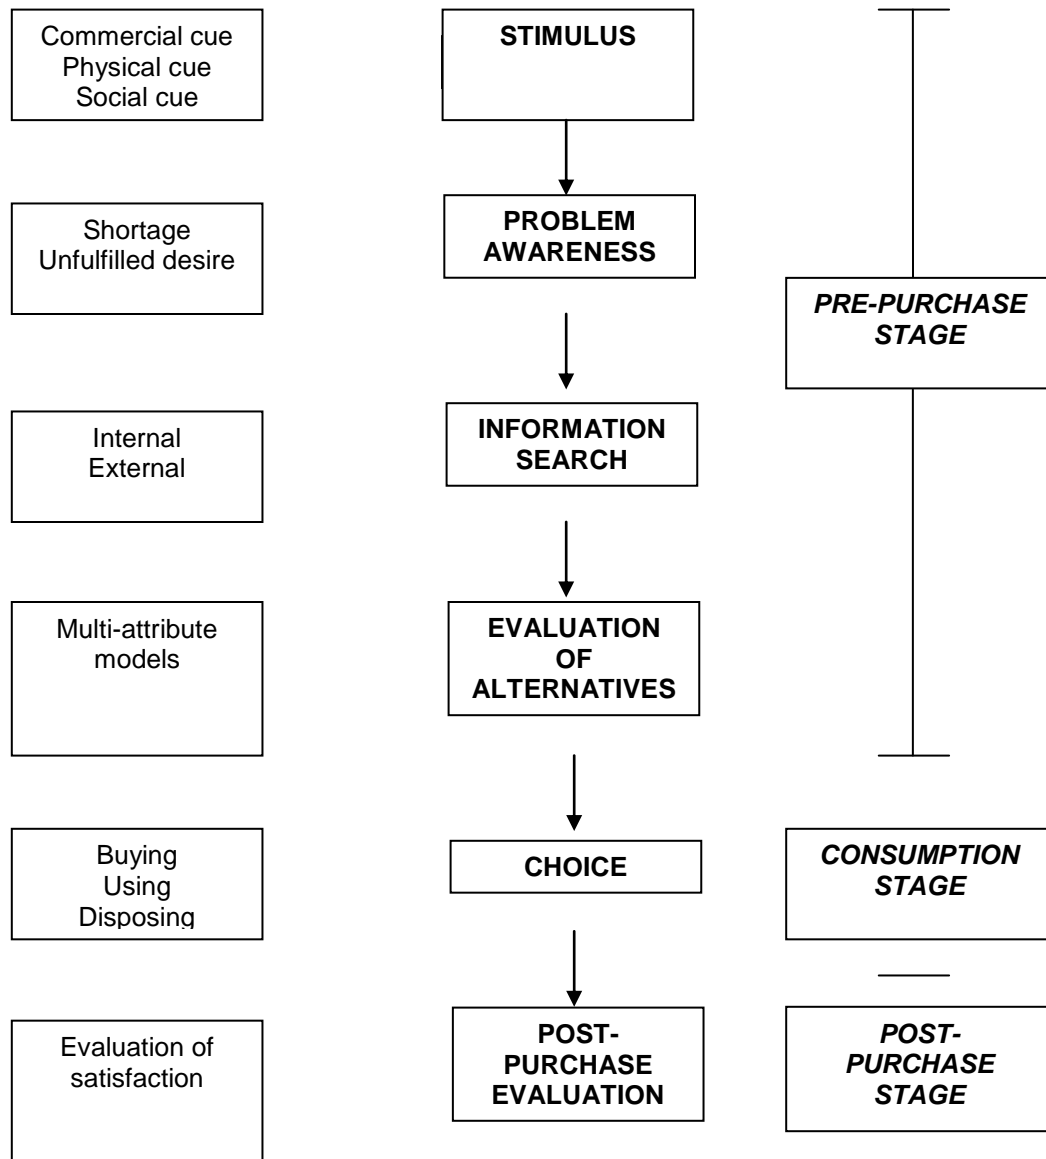 Commercial cue
Physical cue
Social cue
STIMULUS
Shortage
Unfulfilled desire
PROBLEM
AWARENESS
PRE-PURCHASE
STAGE
Internal
External
INFORMATION
SEARCH
Multi-attribute
models
EVALUATION
OF
ALTERNATIVES
Buying
Using
Disposing
CHOICE
CONSUMPTION
STAGE
Evaluation of
satisfaction
POST-
PURCHASE
EVALUATION
POST-
PURCHASE
STAGE